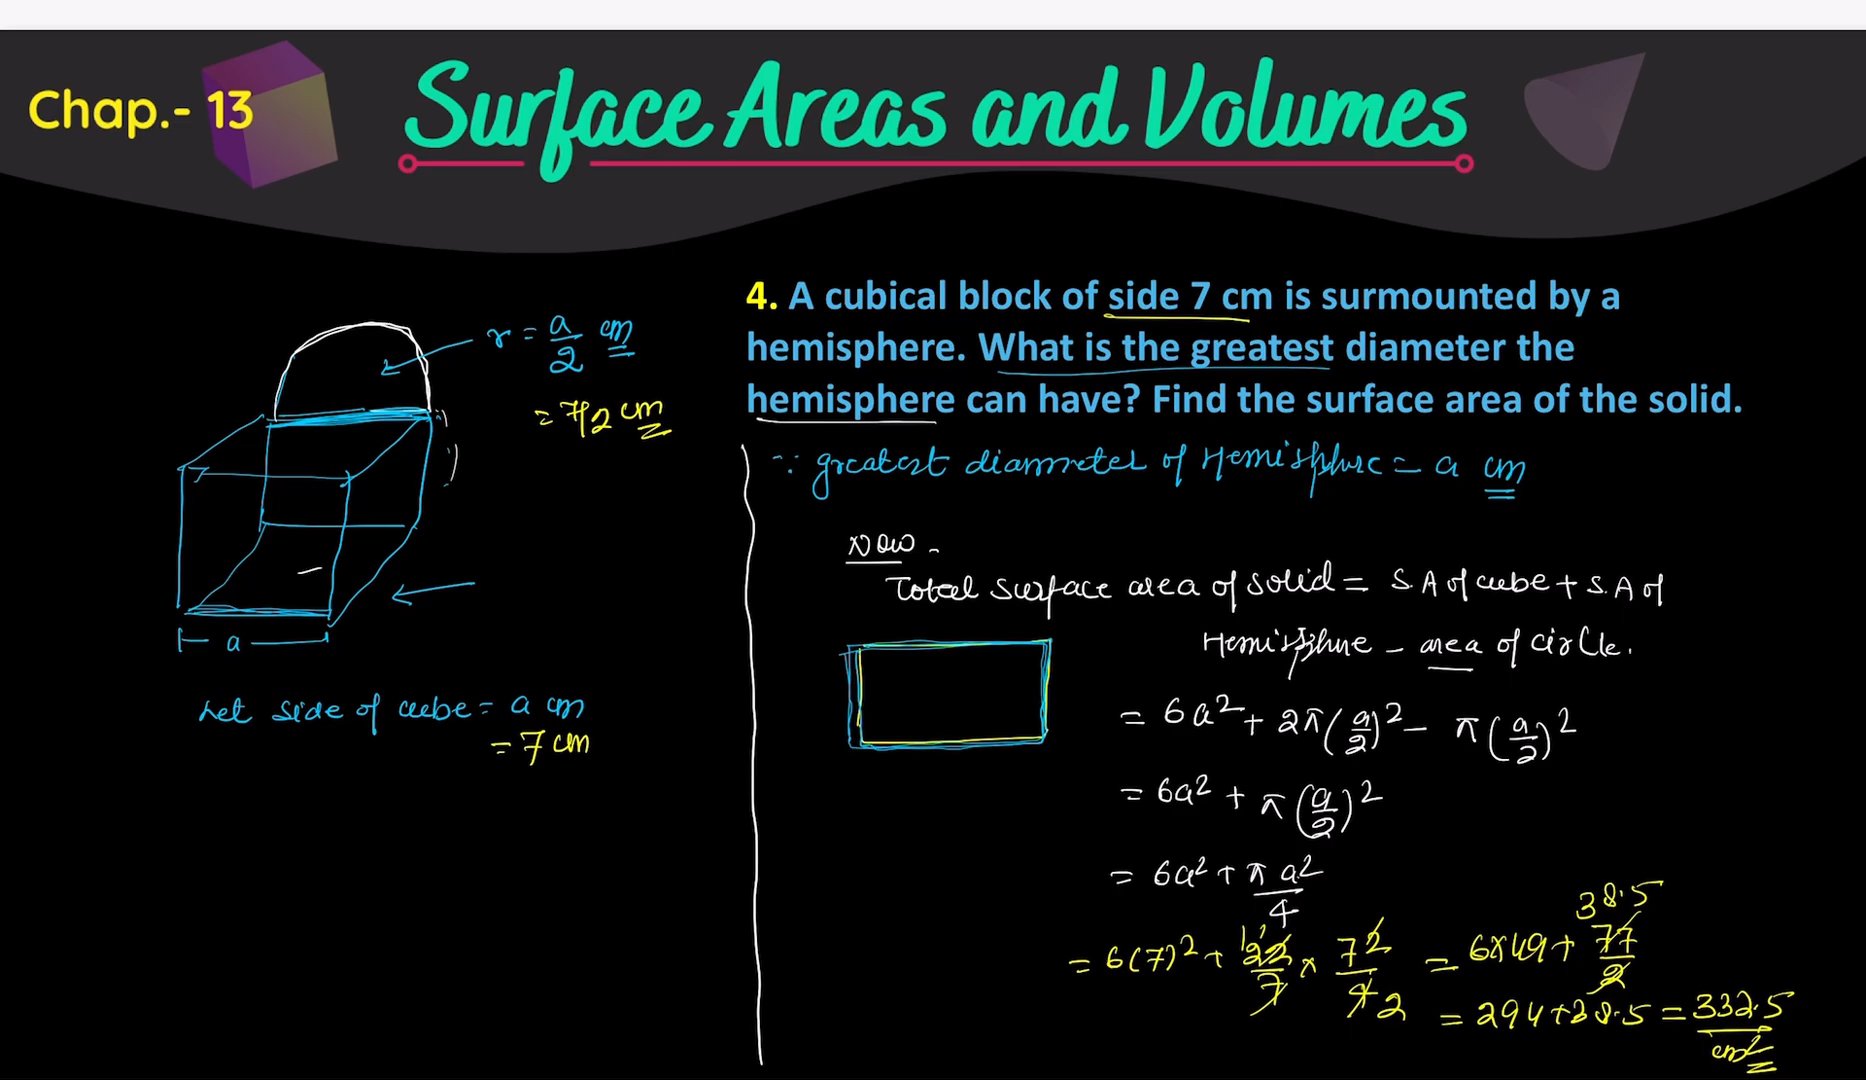 Chap.- 13
Surface Areas and Volumes
4. A cubical block of side 7 cm is surmounted by a
hemisphere. What is the greatest diameter the
hemisphere can have? Find the surface area of the solid.
r = a/2 cm
= 7/2 cm
a
Let side of cube = a cm
= 7 cm
∵ greatest diameter of Hemisphere = a cm
Now -
Total surface area of solid = S.A of cube + S.A of
Hemisphere - area of circle.
= 6a² + 2π(a/2)² - π(a/2)²
= 6a² + π(a/2)²
= 6a² + πa²/4
= 6(7)² + 22/7 × 7²/4 = 6×49 + 77/2
11
2
38.5
= 294 + 38.5 = 332.5
cm²